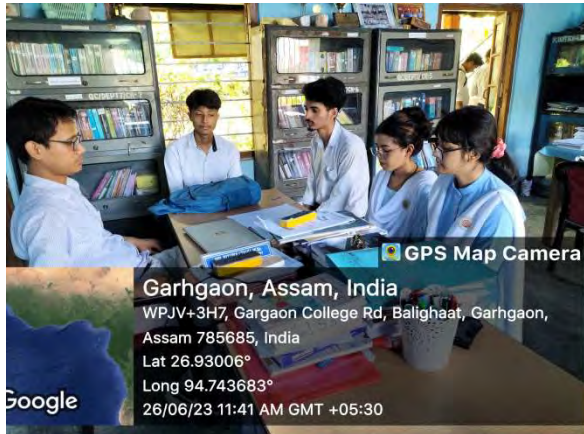 GPS Map Camera
Garhgaon, Assam, India
WPJV+3H7, Gargaon College Rd, Balighaat, Garhgaon,
Assam 785685, India
Lat 26.93006°
Long 94.743683°
26/06/23 11:41 AM GMT +05:30
Google